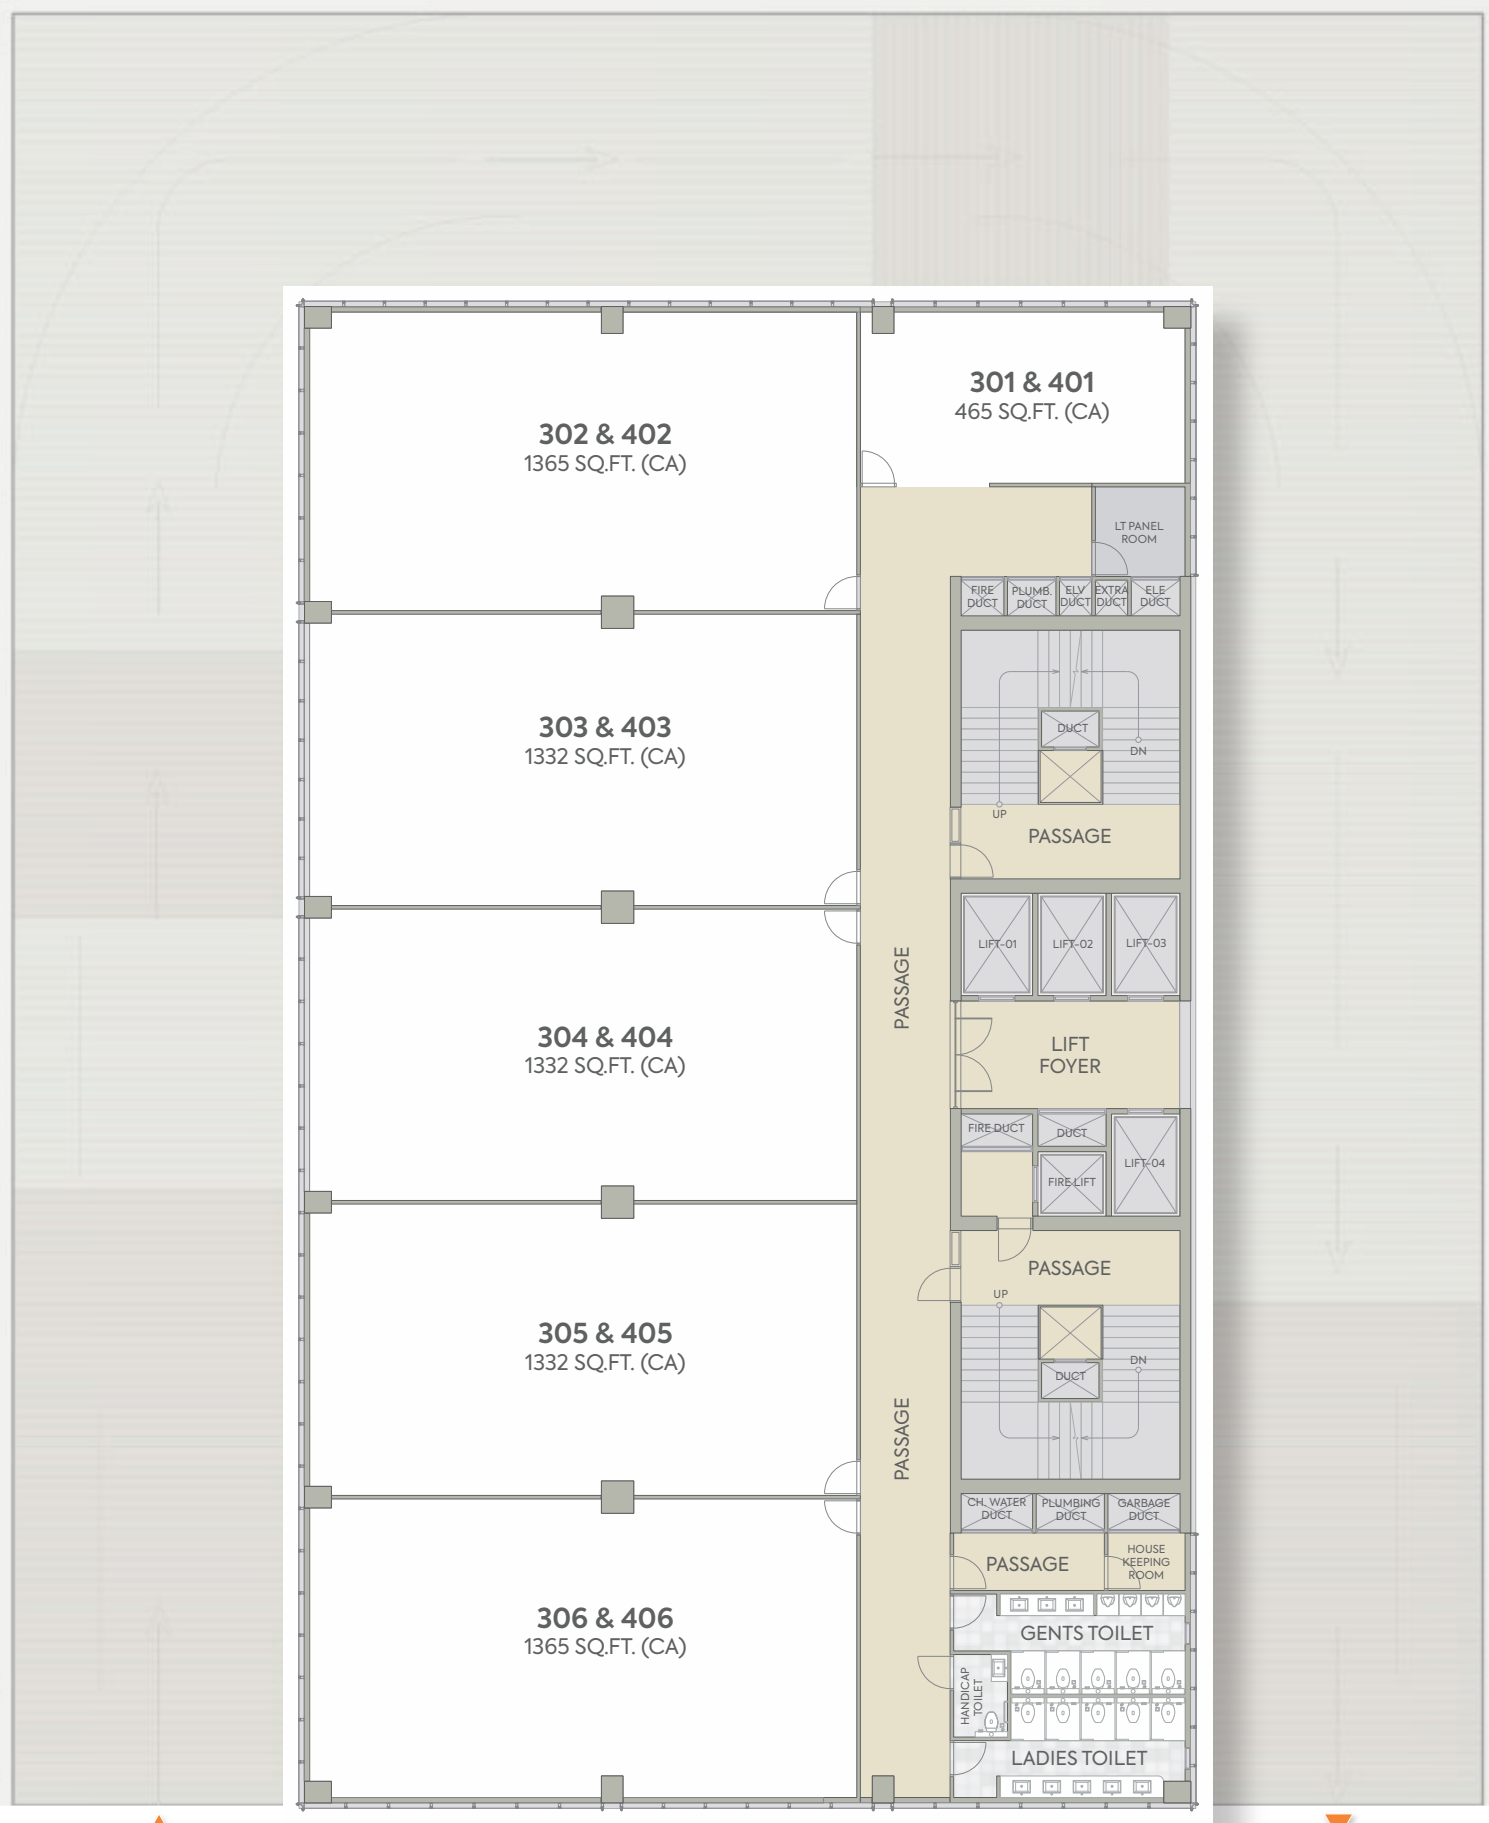 301 & 401
465 SQ.FT. (CA)
302 & 402
1365 SQ.FT. (CA)
LT PANEL
ROOM
FIRE
DUCT
PLUMB.
DUCT
ELV
DUCT
EXTRA
DUCT
ELE
DUCT
303 & 403
1332 SQ.FT. (CA)
DUCT
DN
UP
PASSAGE
LIFT-01
LIFT-02
LIFT-03
PASSAGE
304 & 404
1332 SQ.FT. (CA)
LIFT
FOYER
FIRE DUCT
DUCT
LIFT-04
FIRE LIFT
PASSAGE
UP
305 & 405
1332 SQ.FT. (CA)
DN
DUCT
PASSAGE
CH. WATER
DUCT
PLUMBING
DUCT
GARBAGE
DUCT
PASSAGE
HOUSE
KEEPING
ROOM
306 & 406
1365 SQ.FT. (CA)
GENTS TOILET
HANDICAP
TOILET
LADIES TOILET